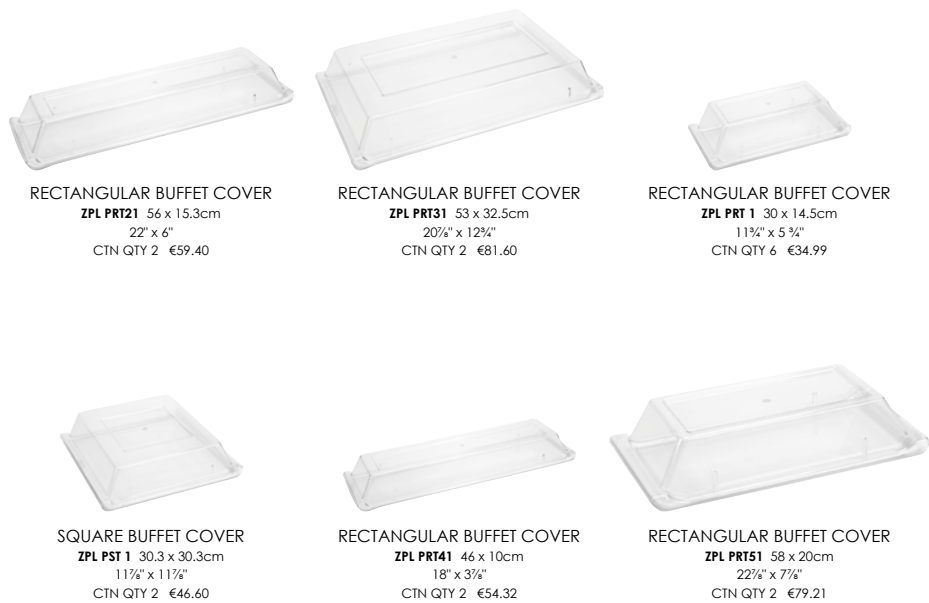 RECTANGULAR BUFFET COVER
ZPL PRT21 56 x 15.3cm
22" x 6"
CTN QTY 2 €59.40
RECTANGULAR BUFFET COVER
ZPL PRT31 53 x 32.5cm
20⅞" x 12¾"
CTN QTY 2 €81.60
RECTANGULAR BUFFET COVER
ZPL PRT 1 30 x 14.5cm
11¾" x 5 ¾"
CTN QTY 6 €34.99
SQUARE BUFFET COVER
ZPL PST 1 30.3 x 30.3cm
11⅞" x 11⅞"
CTN QTY 2 €46.60
RECTANGULAR BUFFET COVER
ZPL PRT41 46 x 10cm
18" x 3⅞"
CTN QTY 2 €54.32
RECTANGULAR BUFFET COVER
ZPL PRT51 58 x 20cm
22⅞" x 7⅞"
CTN QTY 2 €79.21